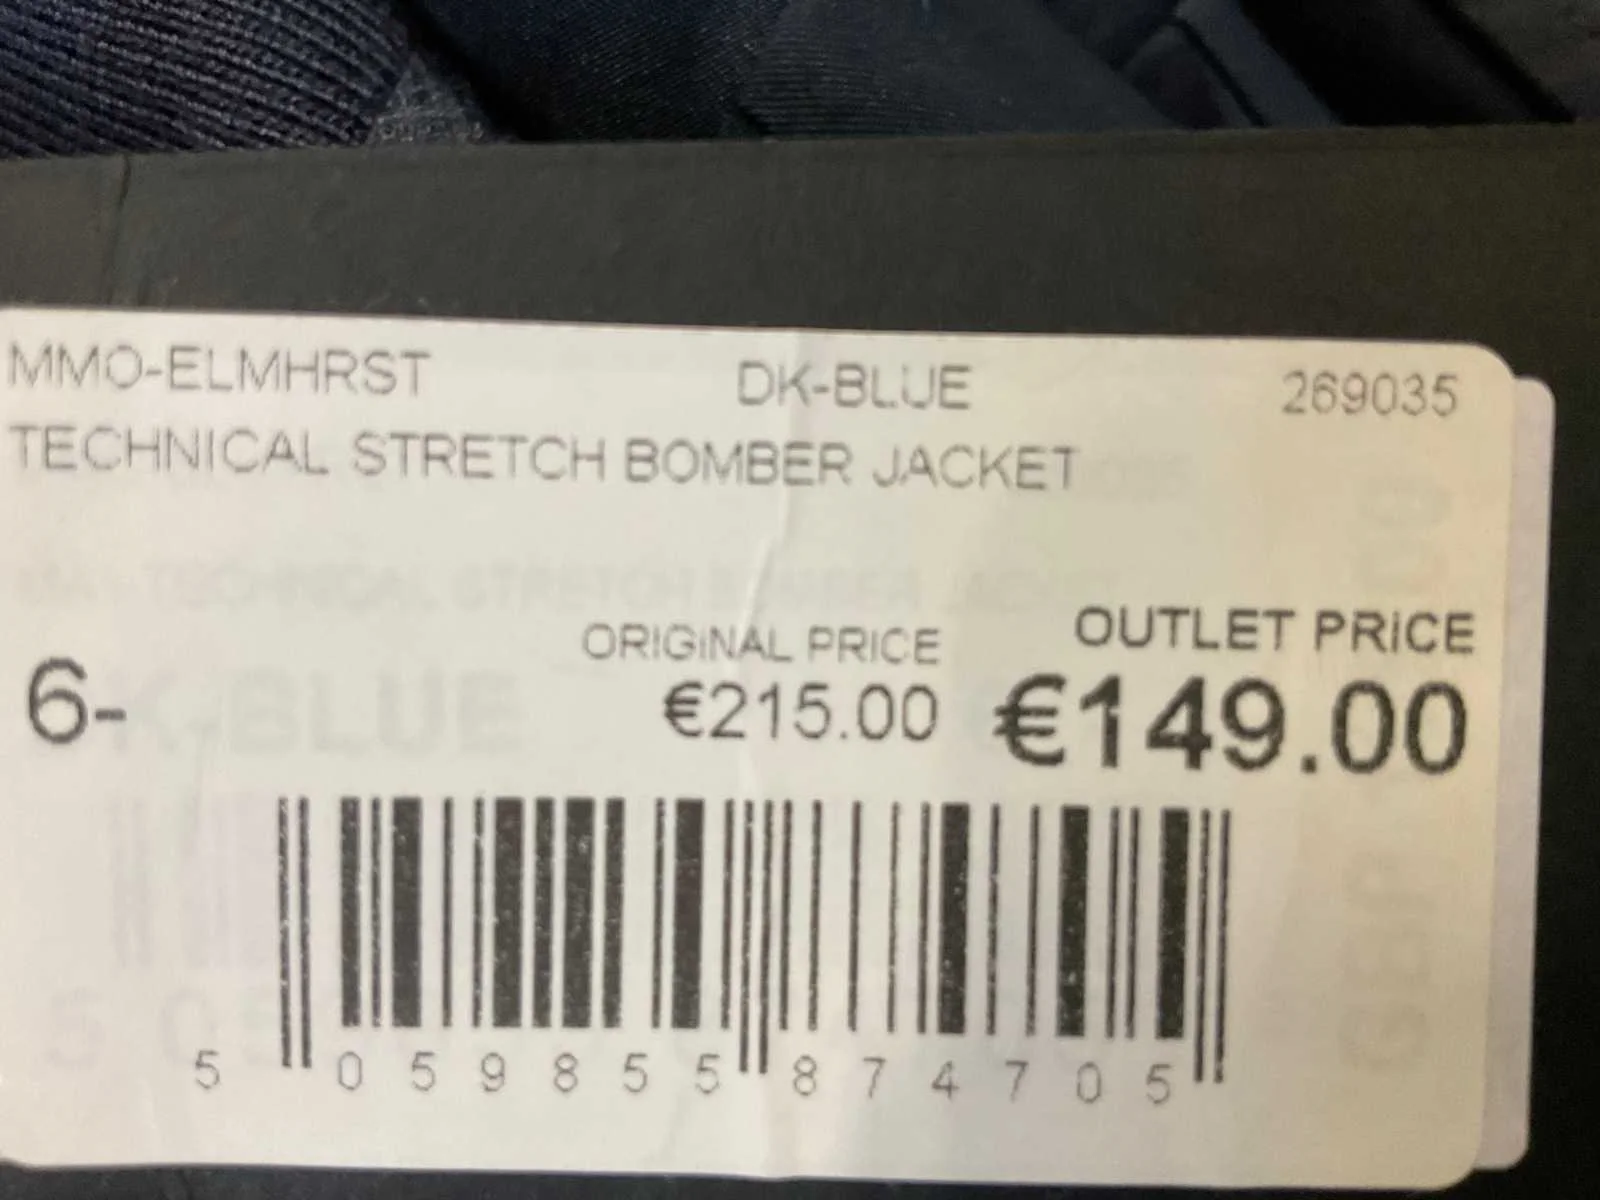 MMO-ELMHRST DK-BLUE 269035
TECHNICAL STRETCH BOMBER JACKET
ORIGINAL PRICE OUTLET PRICE
6- €215.00 €149.00
5 059855 874705